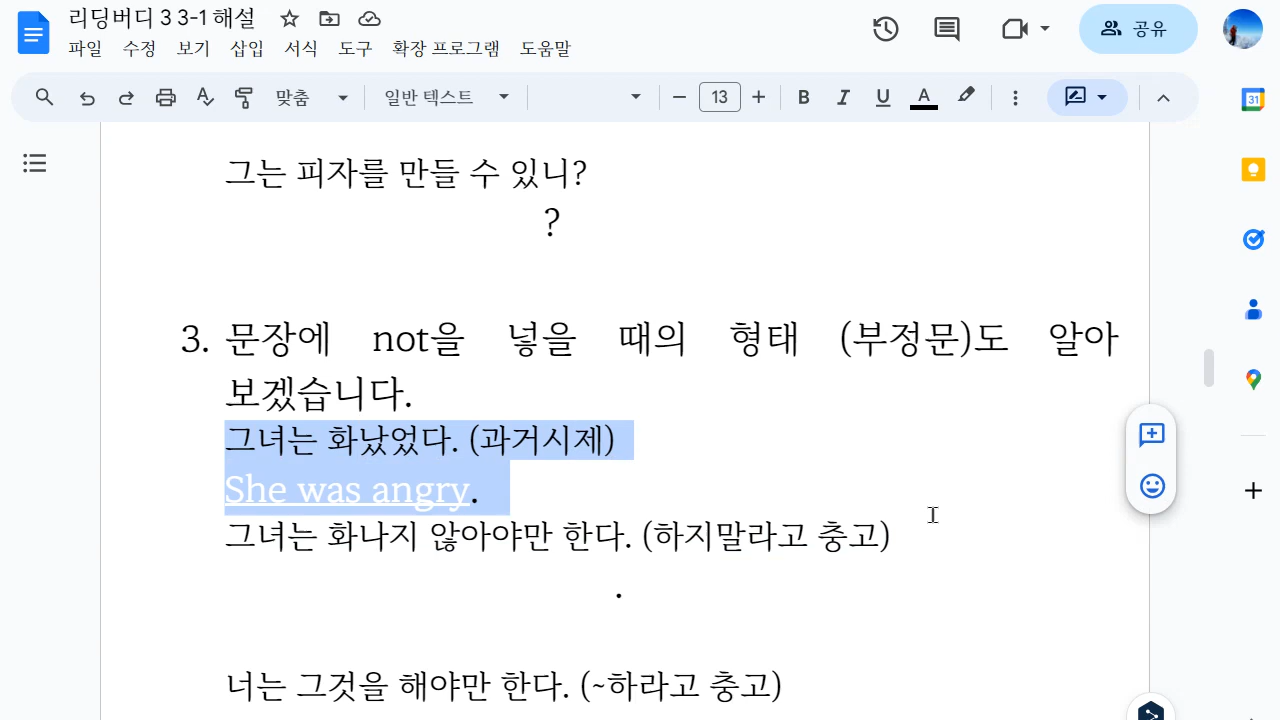 리딩버디 3 3-1 해설
파일 수정 보기 삽입 서식 도구 확장 프로그램 도움말
공유
맞춤 일반 텍스트 13 B I U A
31
그는 피자를 만들 수 있니?
?
3. 문장에 not을 넣을 때의 형태 (부정문)도 알아
보겠습니다.
그녀는 화났었다. (과거시제)
She was angry.
그녀는 화나지 않아야만 한다. (하지말라고 충고)
.
너는 그것을 해야만 한다. (~하라고 충고)